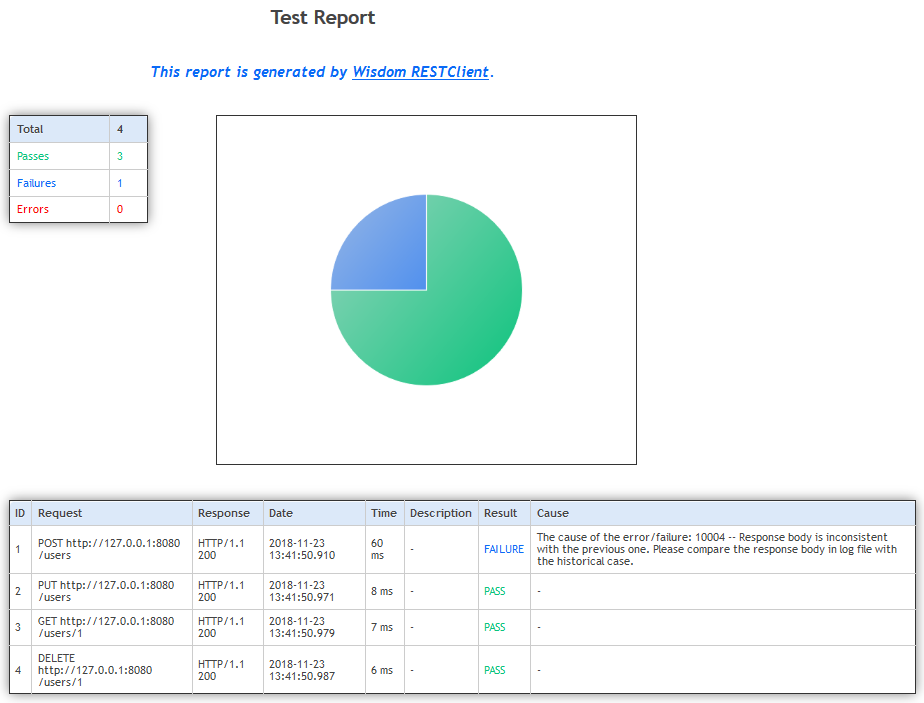 Test Report
This report is generated by Wisdom RESTClient.
Total 4
Passes 3
Failures 1
Errors 0
ID Request Response Date Time Description Result Cause
1 POST http://127.0.0.1:8080
/users HTTP/1.1
200 2018-11-23
13:41:50.910 60
ms - FAILURE The cause of the error/failure: 10004 -- Response body is inconsistent
with the previous one. Please compare the response body in log file with
the historical case.
2 PUT http://127.0.0.1:8080
/users HTTP/1.1
200 2018-11-23
13:41:50.971 8 ms - PASS -
3 GET http://127.0.0.1:8080
/users/1 HTTP/1.1
200 2018-11-23
13:41:50.979 7 ms - PASS -
4 DELETE
http://127.0.0.1:8080
/users/1 HTTP/1.1
200 2018-11-23
13:41:50.987 6 ms - PASS -